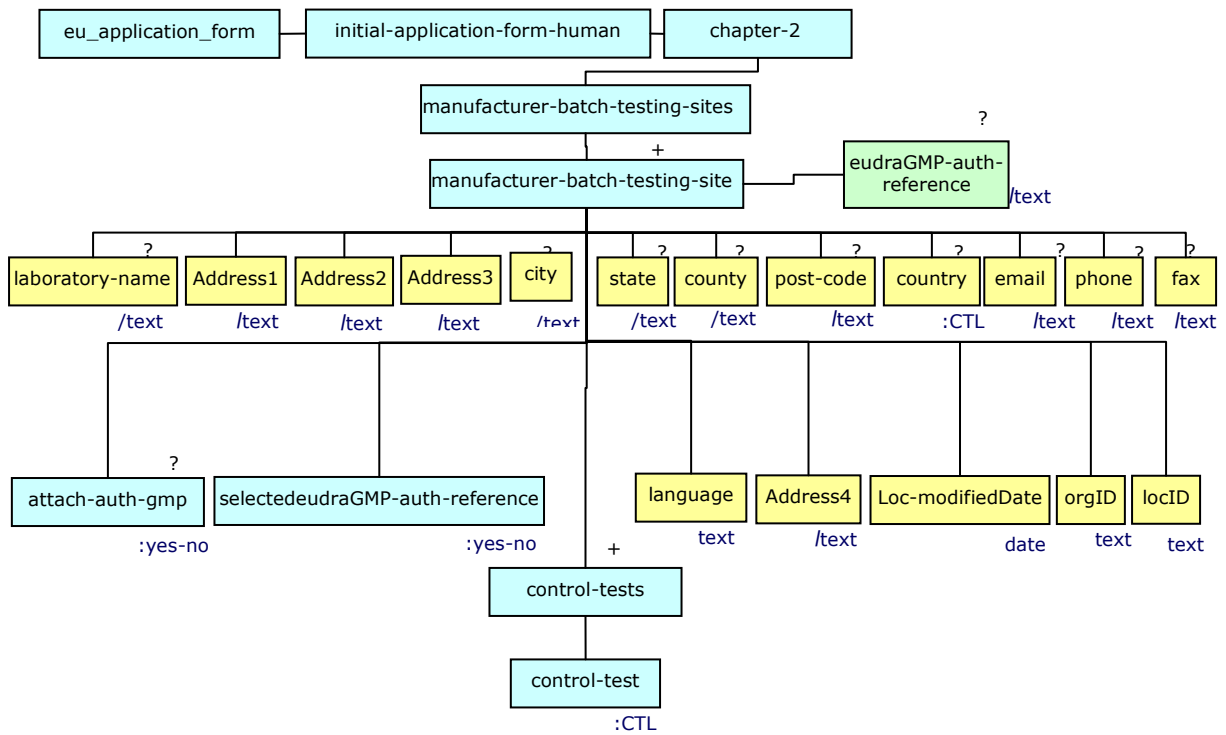 eu_application_form
initial-application-form-human
chapter-2
manufacturer-batch-testing-sites
?
+
manufacturer-batch-testing-site
eudraGMP-auth-
reference
/text
? ? ? ? ? ? ? ? ? ?
laboratory-name Address1 Address2 Address3 city state county post-code country email phone fax
/text /text /text /text /text /text /text /text :CTL /text /text /text
?
attach-auth-gmp selectedeudraGMP-auth-reference language Address4 Loc-modifiedDate orgID locID
:yes-no :yes-no text /text date text text
+
control-tests
control-test
:CTL